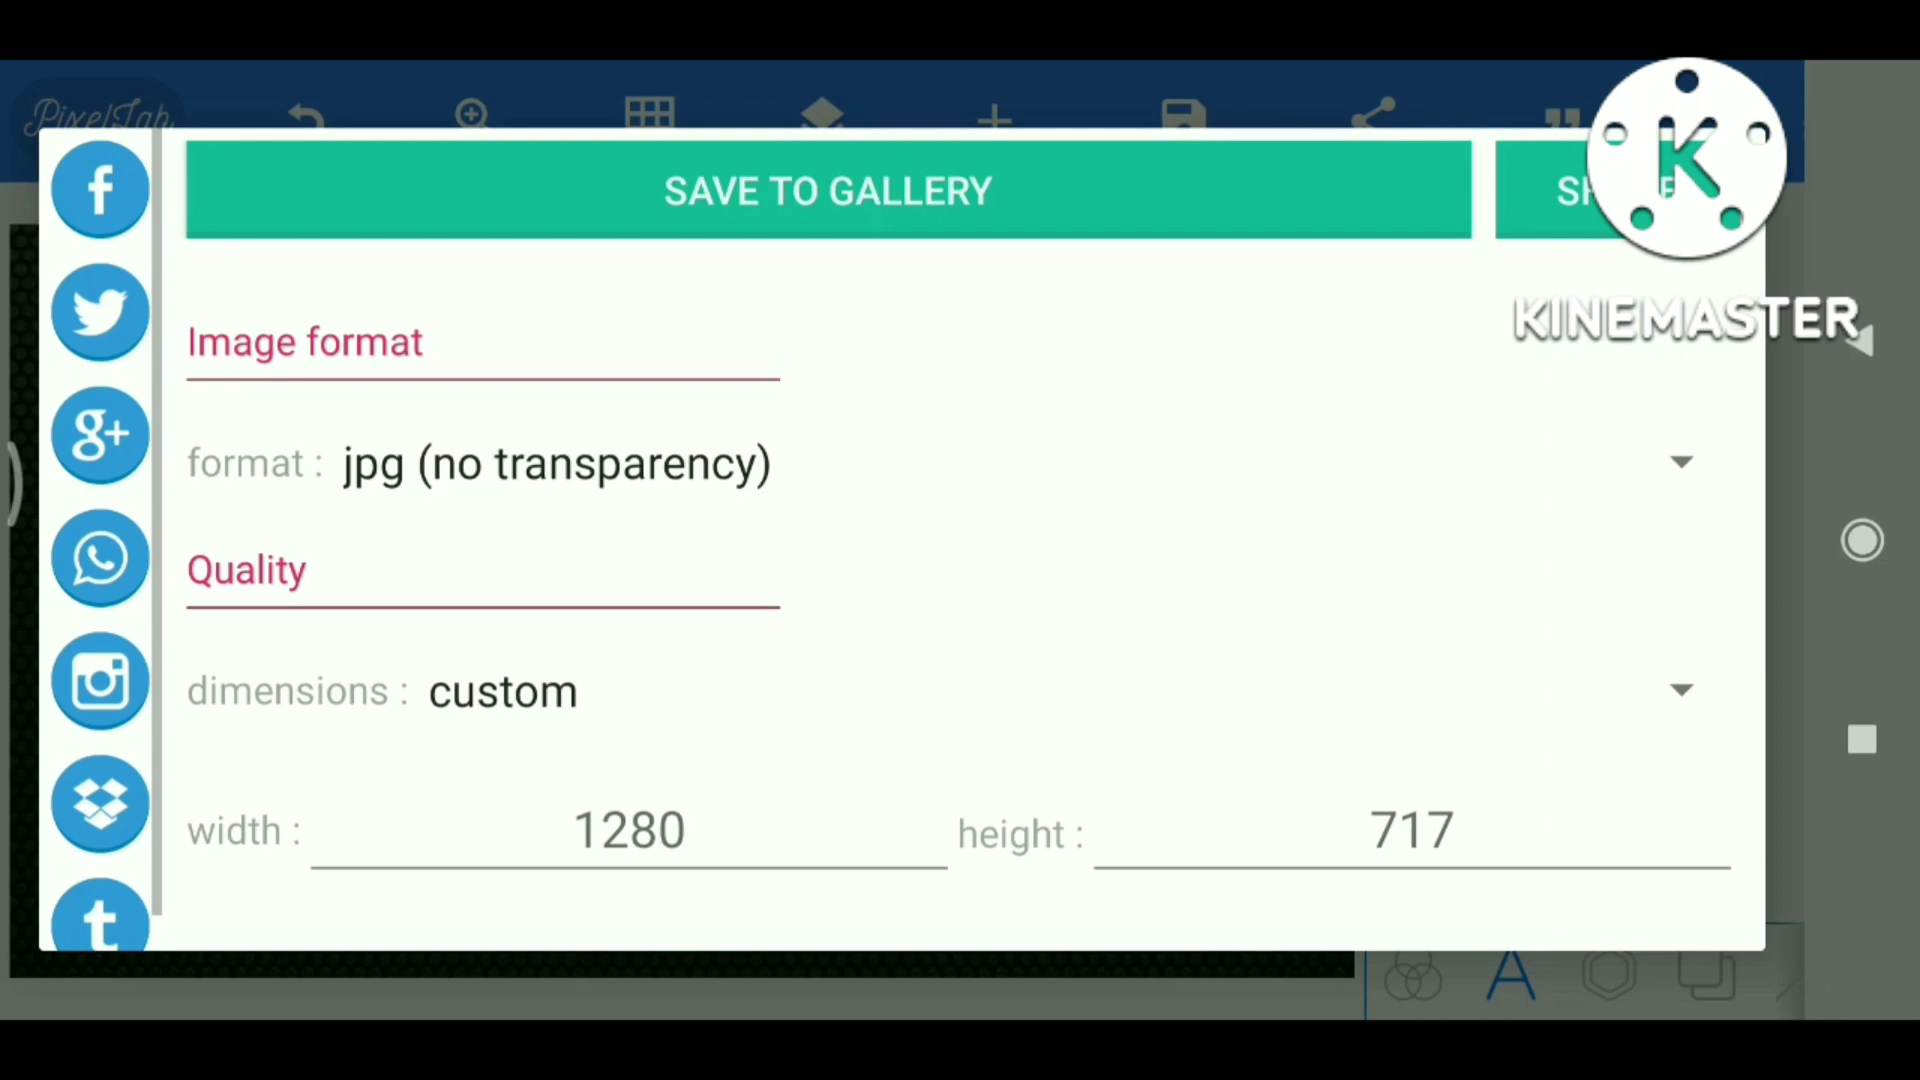 PixelLab
SAVE TO GALLERY
KINEMASTER
Image format
format : jpg (no transparency)
Quality
dimensions : custom
width : 1280 height : 717